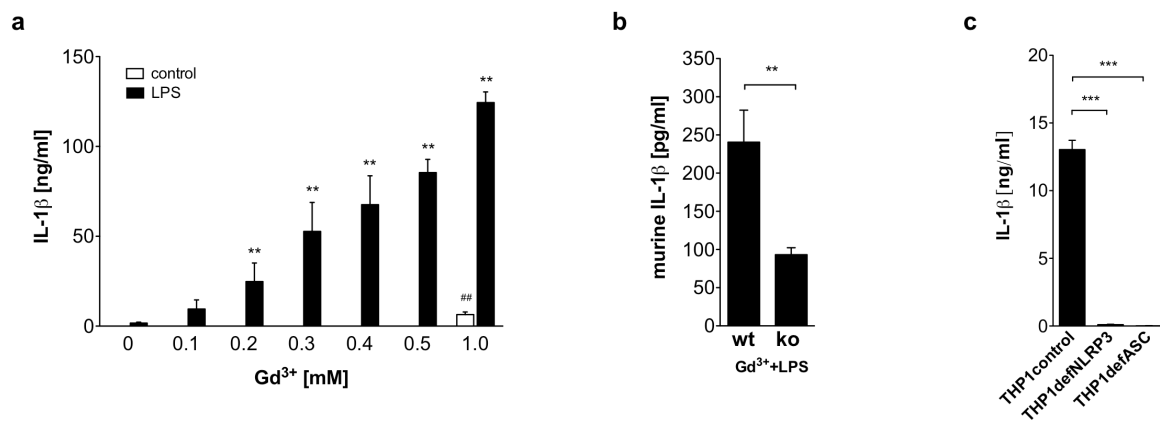 a
150
100
50
0
IL-1β [ng/ml]
control
LPS
**
**
**
**
**
##
**
0 0.1 0.2 0.3 0.4 0.5 1.0
Gd³⁺ [mM]
b
350
300
250
200
150
100
50
0
murine IL-1β [pg/ml]
**
wt ko
Gd³⁺+LPS
c
20
15
10
5
0
IL-1β [ng/ml]
***
***
THP1control
THP1defNLRP3
THP1defASC